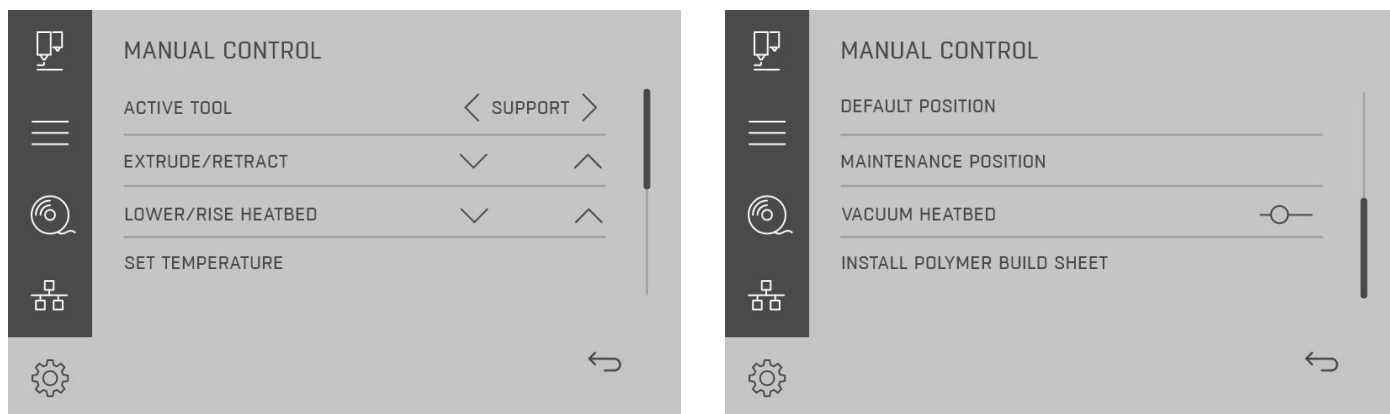 MANUAL CONTROL
ACTIVE TOOL SUPPORT
EXTRUDE/RETRACT
LOWER/RISE HEATBED
SET TEMPERATURE
MANUAL CONTROL
DEFAULT POSITION
MAINTENANCE POSITION
VACUUM HEATBED
INSTALL POLYMER BUILD SHEET